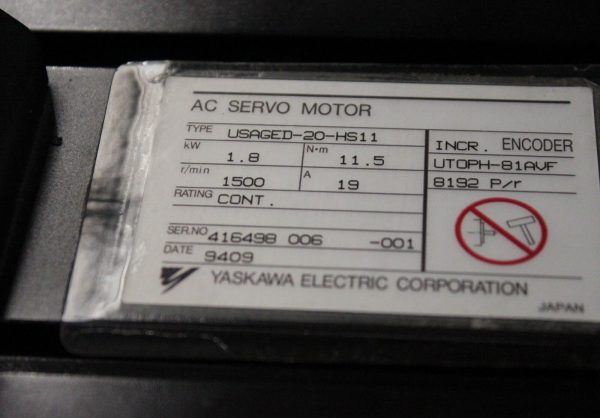 AC SERVO MOTOR
TYPE USAGED-20-HS11
kW 1.8 N-m 11.5
r/min 1500 A 19
RATING CONT.
SER.NO 416498 006 -001
DATE 9409
INCR. ENCODER
UTOPH-81AVF
8192 P/r
YASKAWA ELECTRIC CORPORATION
JAPAN